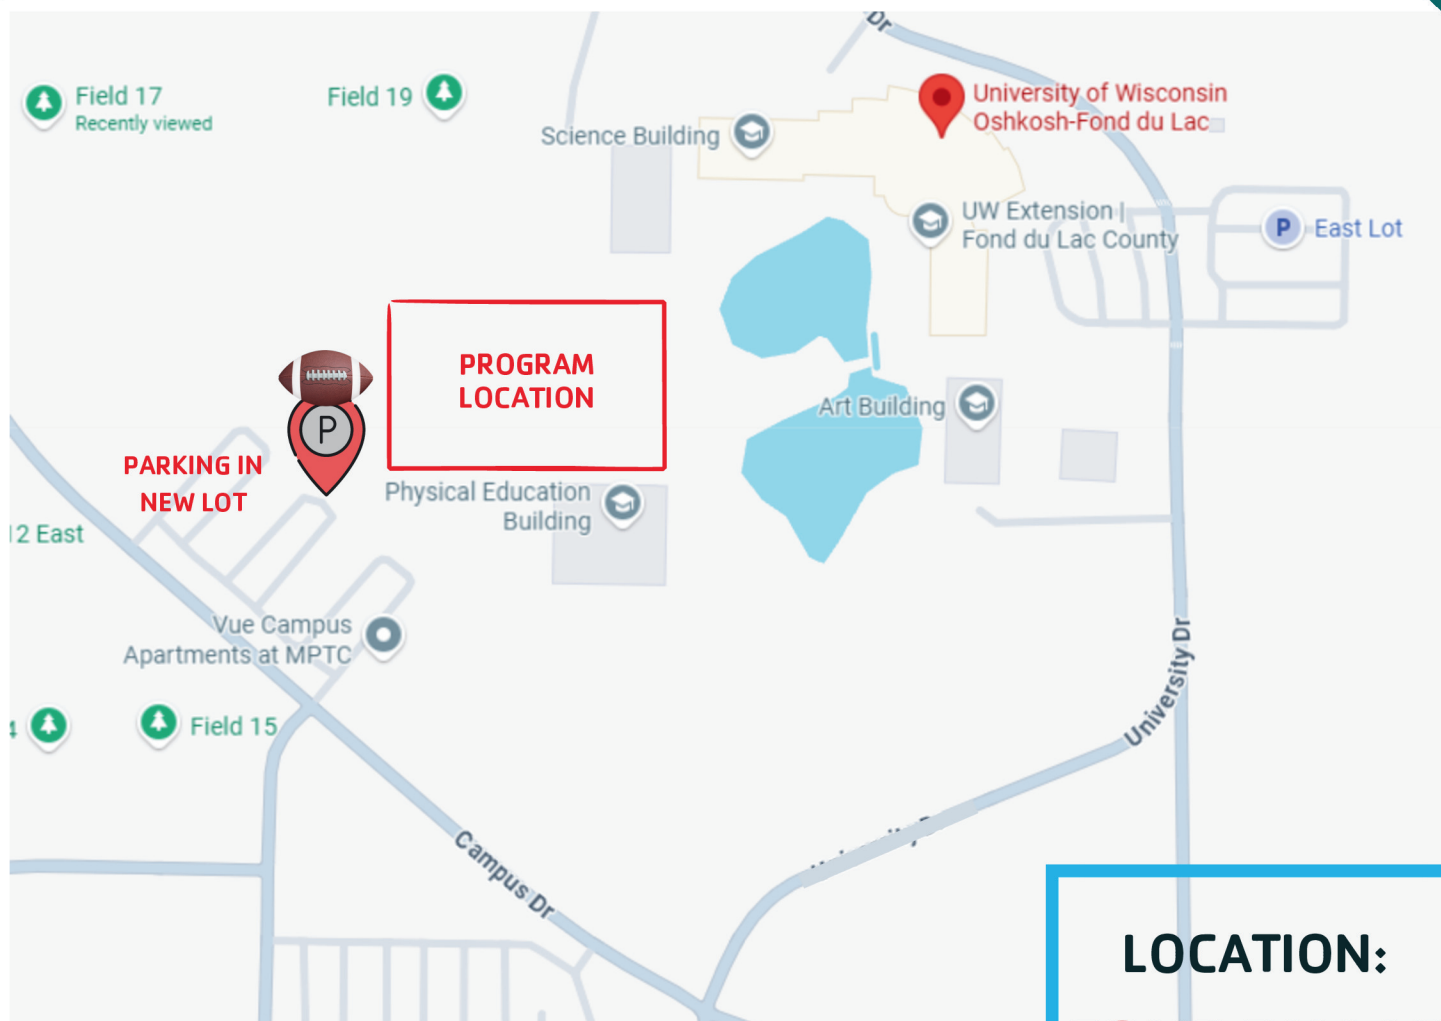 Dr
Field 17
Recently viewed
Field 19
Science Building
University of Wisconsin
Oshkosh-Fond du Lac
UW Extension |
Fond du Lac County
P
East Lot
PROGRAM
LOCATION
P
PARKING IN
NEW LOT
Art Building
Physical Education
Building
12 East
Vue Campus
Apartments at MPTC
4
Field 15
University Dr
Campus Dr
LOCATION: